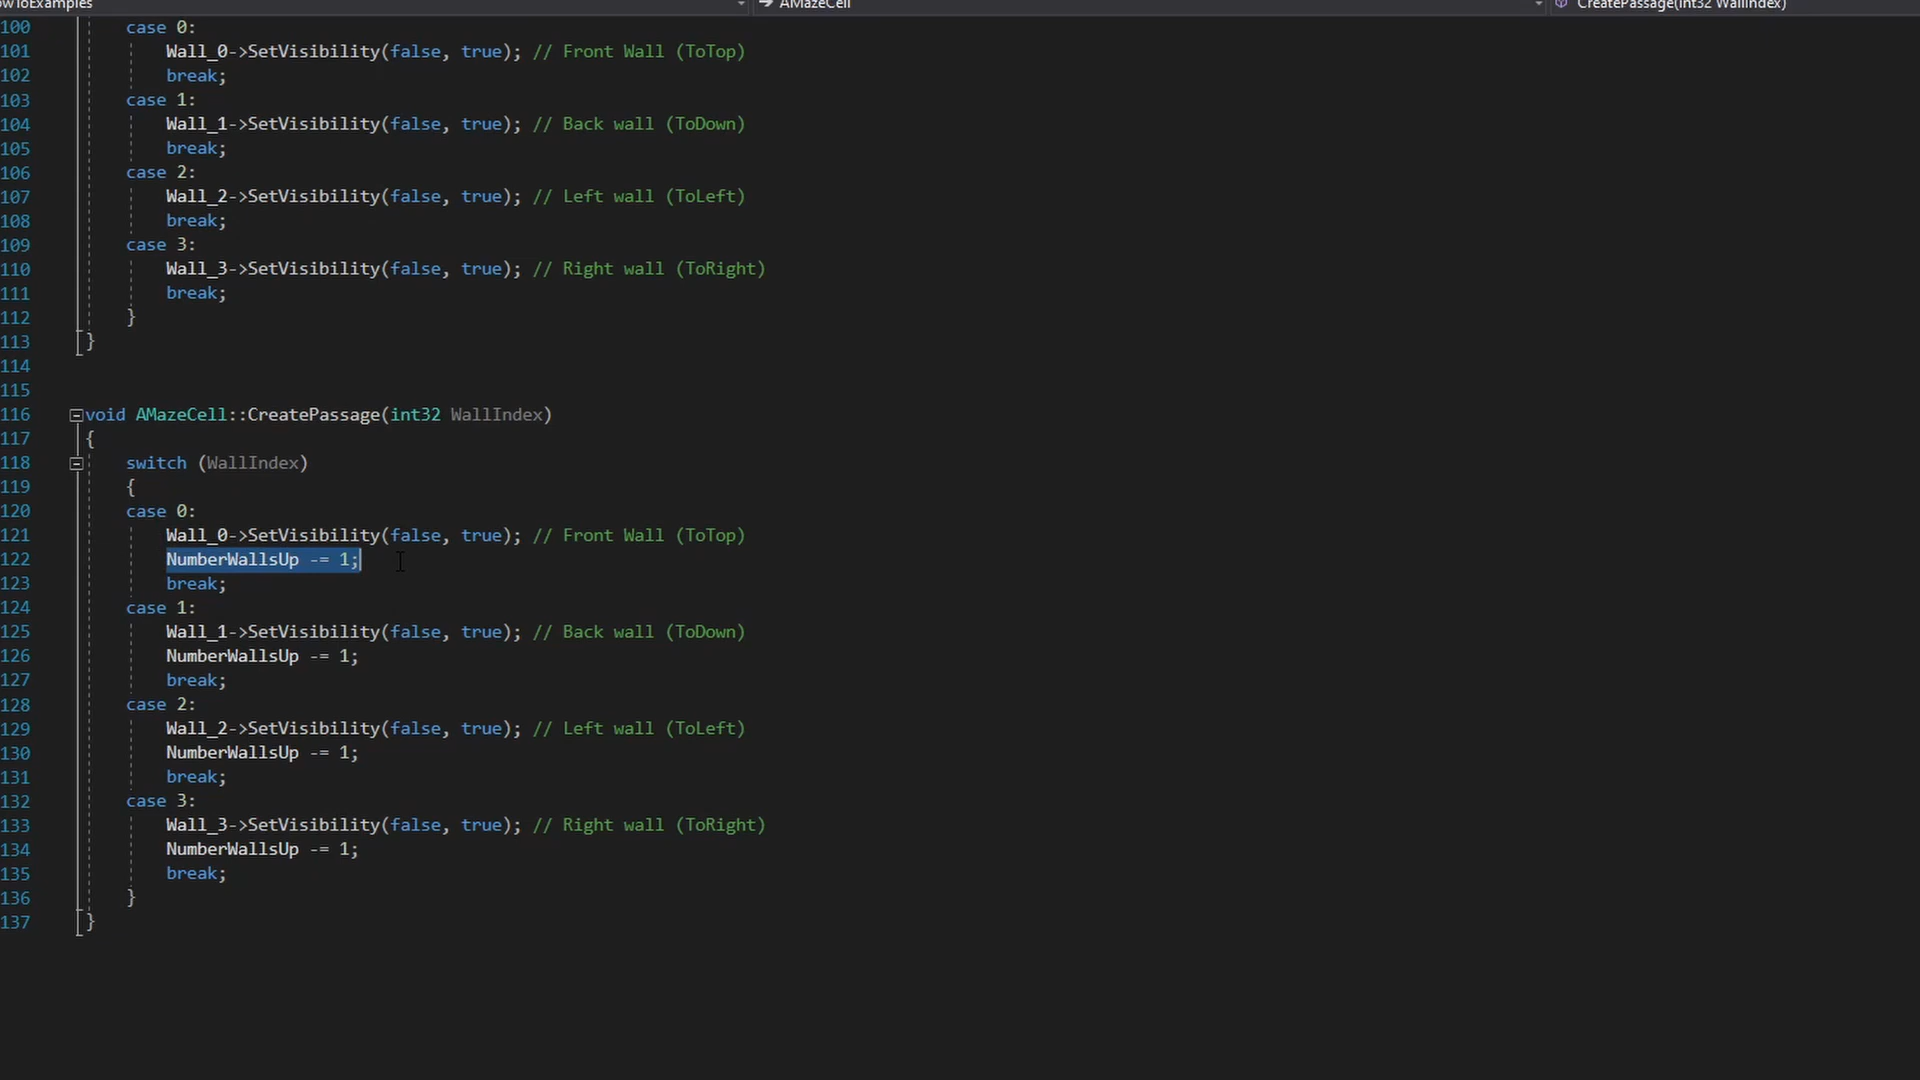 owToExamples AMazeCell CreatePassage(int32 WallIndex)
100 case 0:
101 Wall_0->SetVisibility(false, true); // Front Wall (ToTop)
102 break;
103 case 1:
104 Wall_1->SetVisibility(false, true); // Back wall (ToDown)
105 break;
106 case 2:
107 Wall_2->SetVisibility(false, true); // Left wall (ToLeft)
108 break;
109 case 3:
110 Wall_3->SetVisibility(false, true); // Right wall (ToRight)
111 break;
112 }
113 }
114
115
116 void AMazeCell::CreatePassage(int32 WallIndex)
117 {
118 switch (WallIndex)
119 {
120 case 0:
121 Wall_0->SetVisibility(false, true); // Front Wall (ToTop)
122 NumberWallsUp -= 1;
123 break;
124 case 1:
125 Wall_1->SetVisibility(false, true); // Back wall (ToDown)
126 NumberWallsUp -= 1;
127 break;
128 case 2:
129 Wall_2->SetVisibility(false, true); // Left wall (ToLeft)
130 NumberWallsUp -= 1;
131 break;
132 case 3:
133 Wall_3->SetVisibility(false, true); // Right wall (ToRight)
134 NumberWallsUp -= 1;
135 break;
136 }
137 }